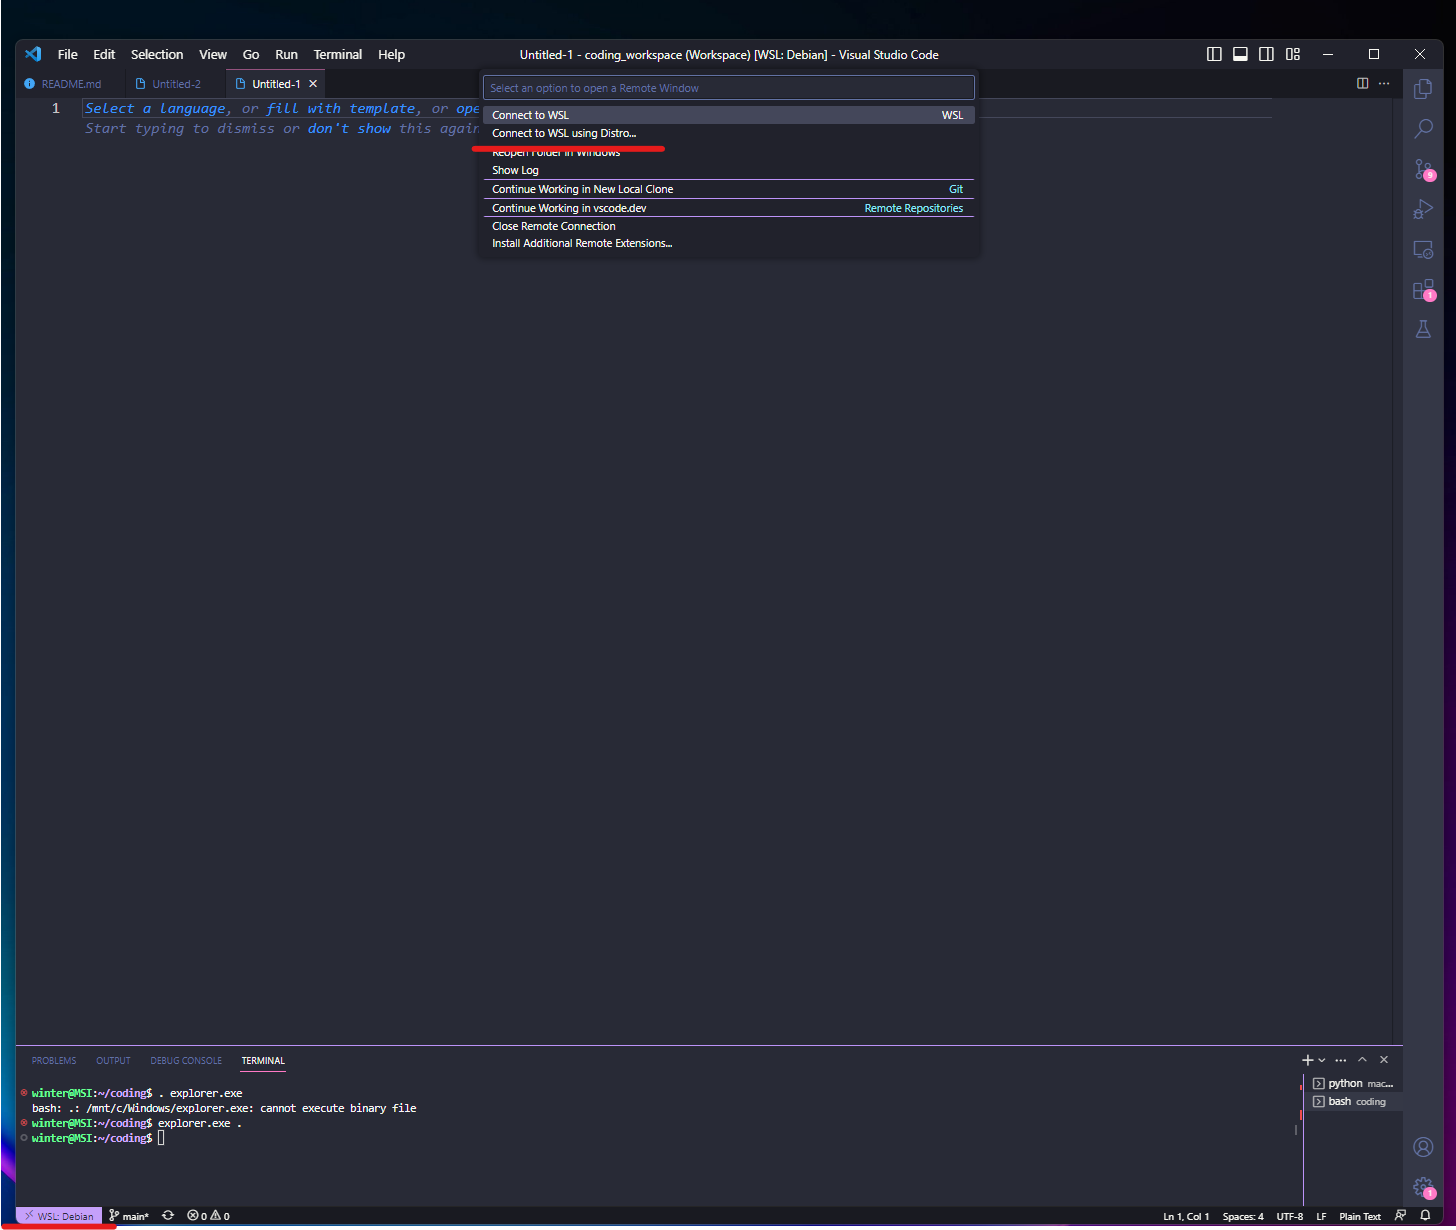 File Edit Selection View Go Run Terminal Help
Untitled-1 - coding_workspace (Workspace) [WSL: Debian] - Visual Studio Code
README.md Untitled-2 Untitled-1
Select an option to open a Remote Window
1 Select a language, or fill with template, or ope
Start typing to dismiss or don't show this again
Connect to WSL WSL
Connect to WSL using Distro...
Reopen Folder in Windows
Show Log
Continue Working in New Local Clone Git
Continue Working in vscode.dev Remote Repositories
Close Remote Connection
Install Additional Remote Extensions...
9
1
PROBLEMS OUTPUT DEBUG CONSOLE TERMINAL
winter@MSI:~/coding$ . explorer.exe
bash: .: /mnt/c/Windows/explorer.exe: cannot execute binary file
winter@MSI:~/coding$ explorer.exe .
winter@MSI:~/coding$
python mac...
bash coding
1
WSL: Debian main* 0 0
Ln 1, Col 1 Spaces: 4 UTF-8 LF Plain Text